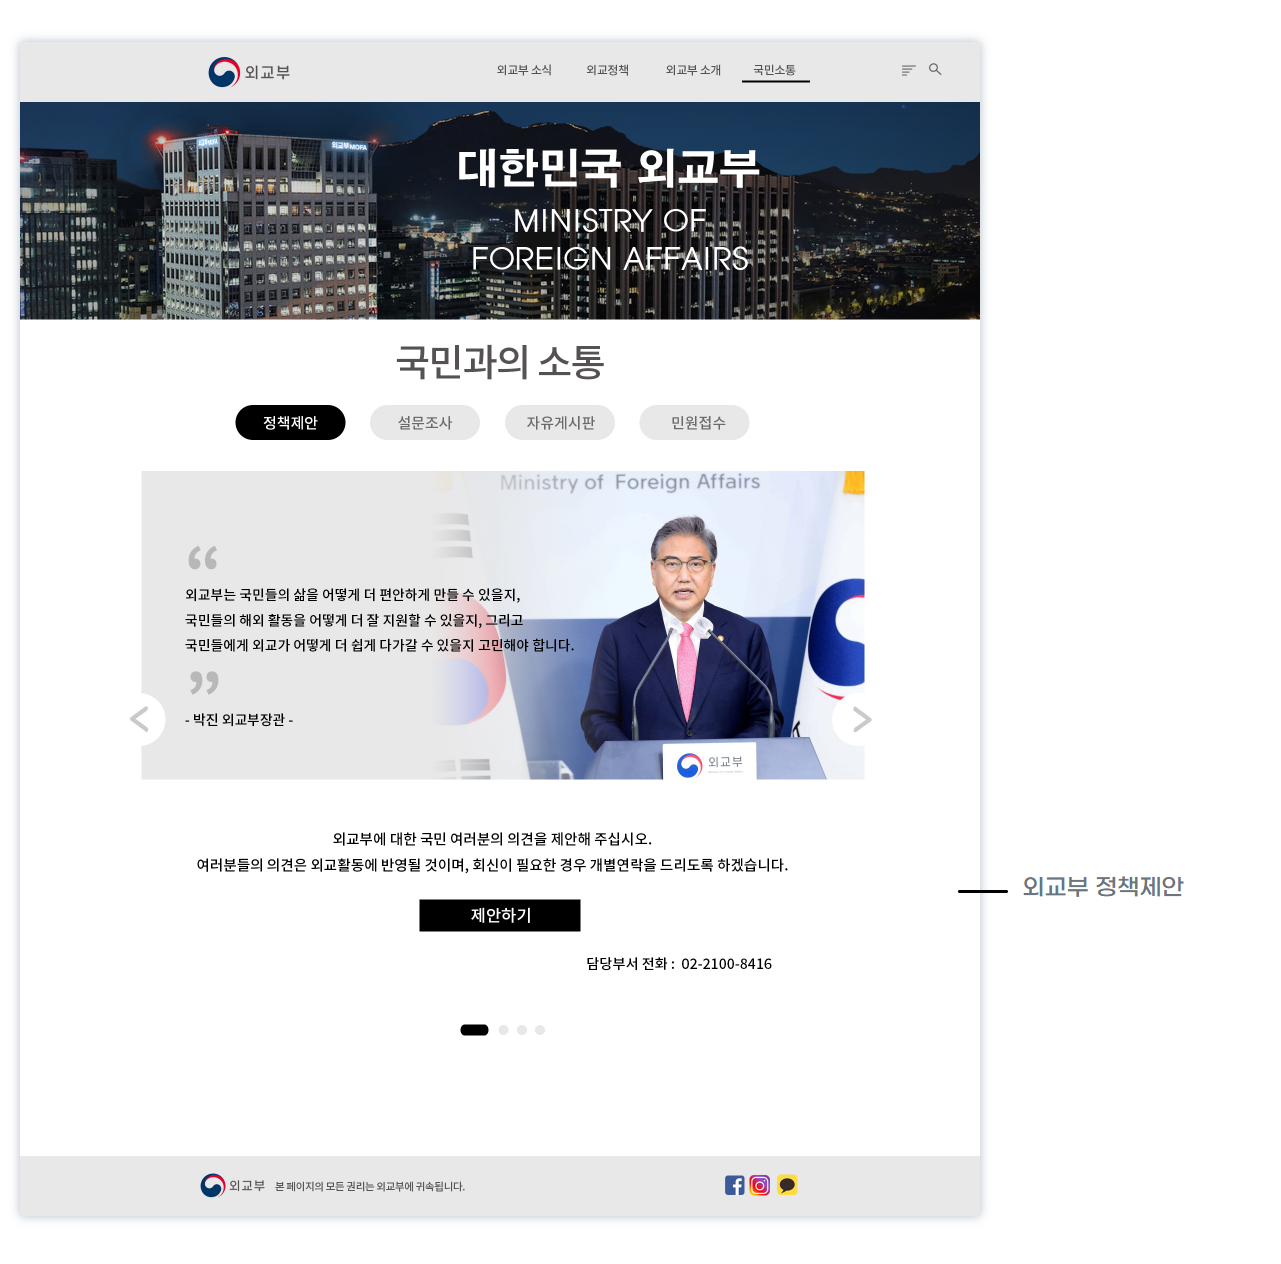 외교부
외교부 소식
외교정책
외교부 소개
국민소통
외교부 MOFA
대한민국 외교부
MINISTRY OF
FOREIGN AFFAIRS
국민과의 소통
정책제안
설문조사
자유게시판
민원접수
Ministry of Foreign Affairs
“
외교부는 국민들의 삶을 어떻게 더 편안하게 만들 수 있을지,
국민들의 해외 활동을 어떻게 더 잘 지원할 수 있을지, 그리고
국민들에게 외교가 어떻게 더 쉽게 다가갈 수 있을지 고민해야 합니다.
”
- 박진 외교부장관 -
외교부
외교부에 대한 국민 여러분의 의견을 제안해 주십시오.
여러분들의 의견은 외교활동에 반영될 것이며, 회신이 필요한 경우 개별연락을 드리도록 하겠습니다.
외교부 정책제안
제안하기
담당부서 전화 : 02-2100-8416
외교부
본 페이지의 모든 권리는 외교부에 귀속됩니다.